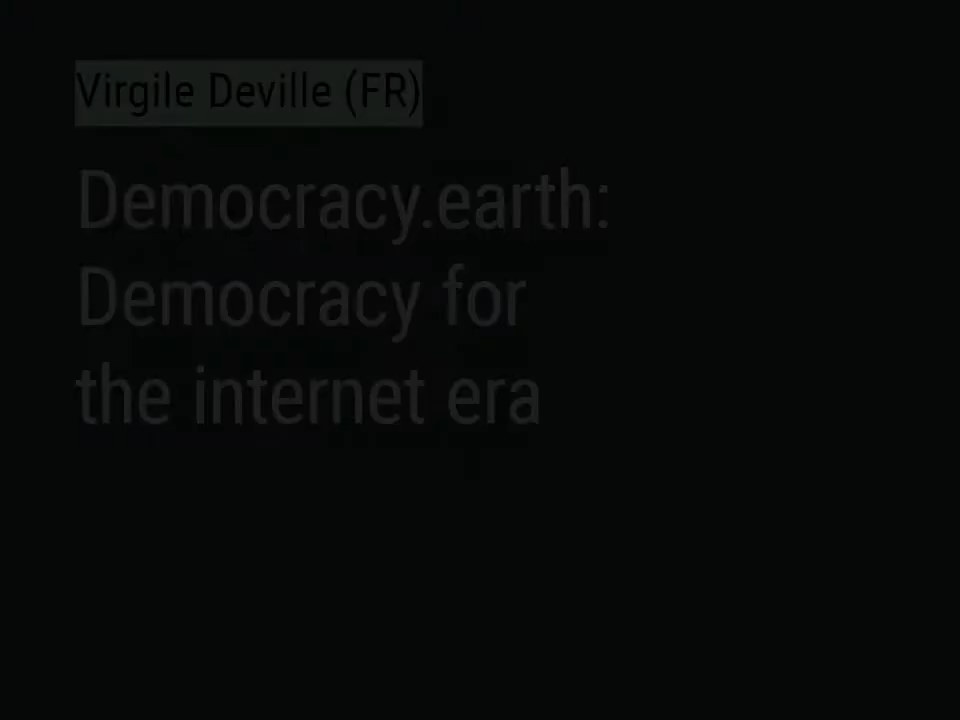 Virgile Deville (FR)
Democracy.earth:
Democracy for
the internet era